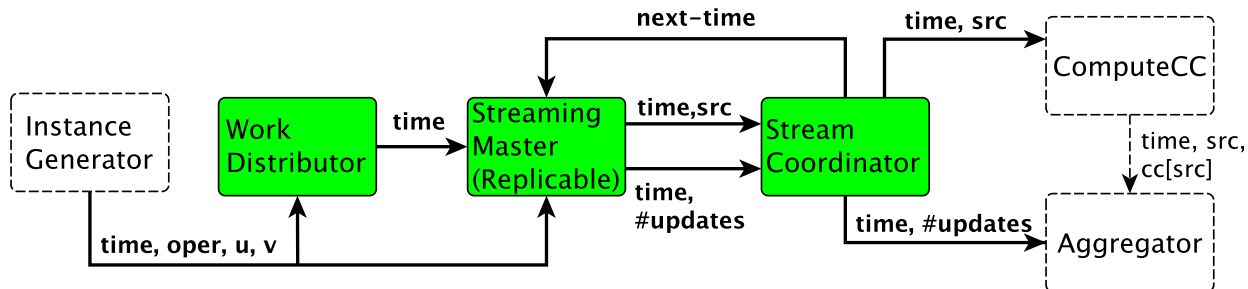 next-time
time, src
ComputeCC
Instance
Generator
Work
Distributor
time
Streaming
Master
(Replicable)
time,src
time,
#updates
Stream
Coordinator
time, src,
cc[src]
time, oper, u, v
time, #updates
Aggregator